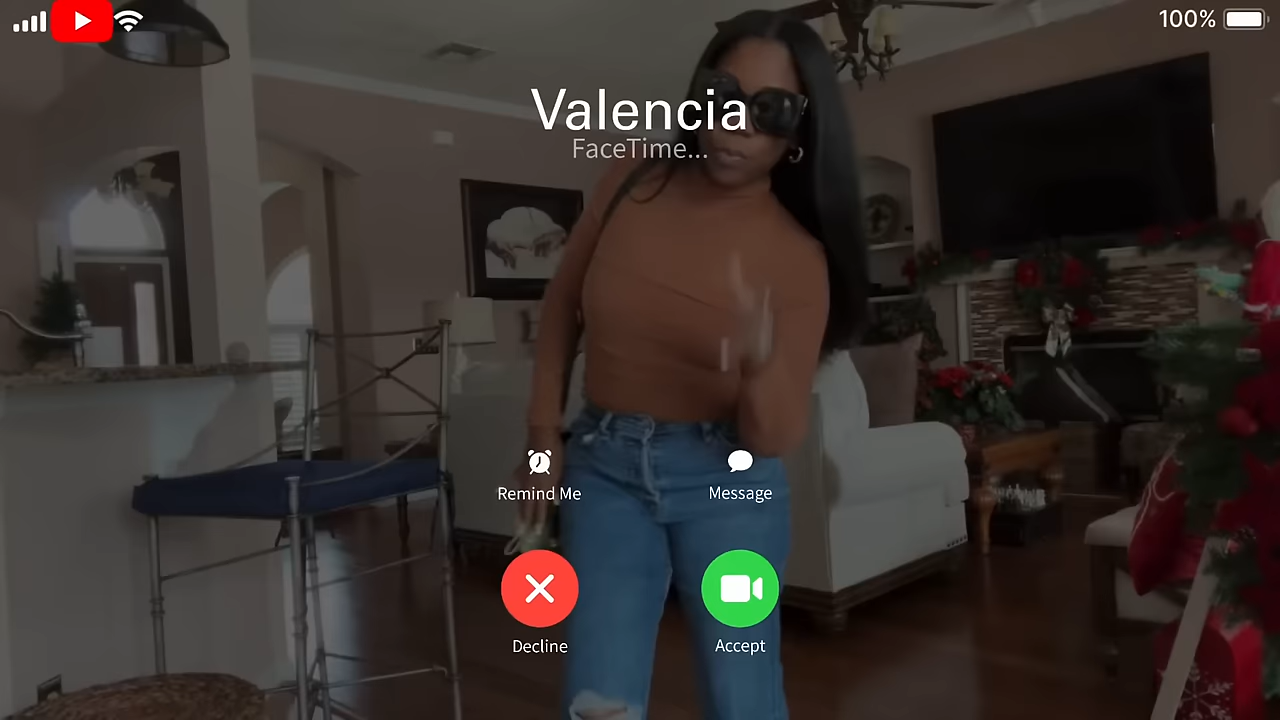 100%
Valencia
FaceTime...
Remind Me
Message
Decline
Accept